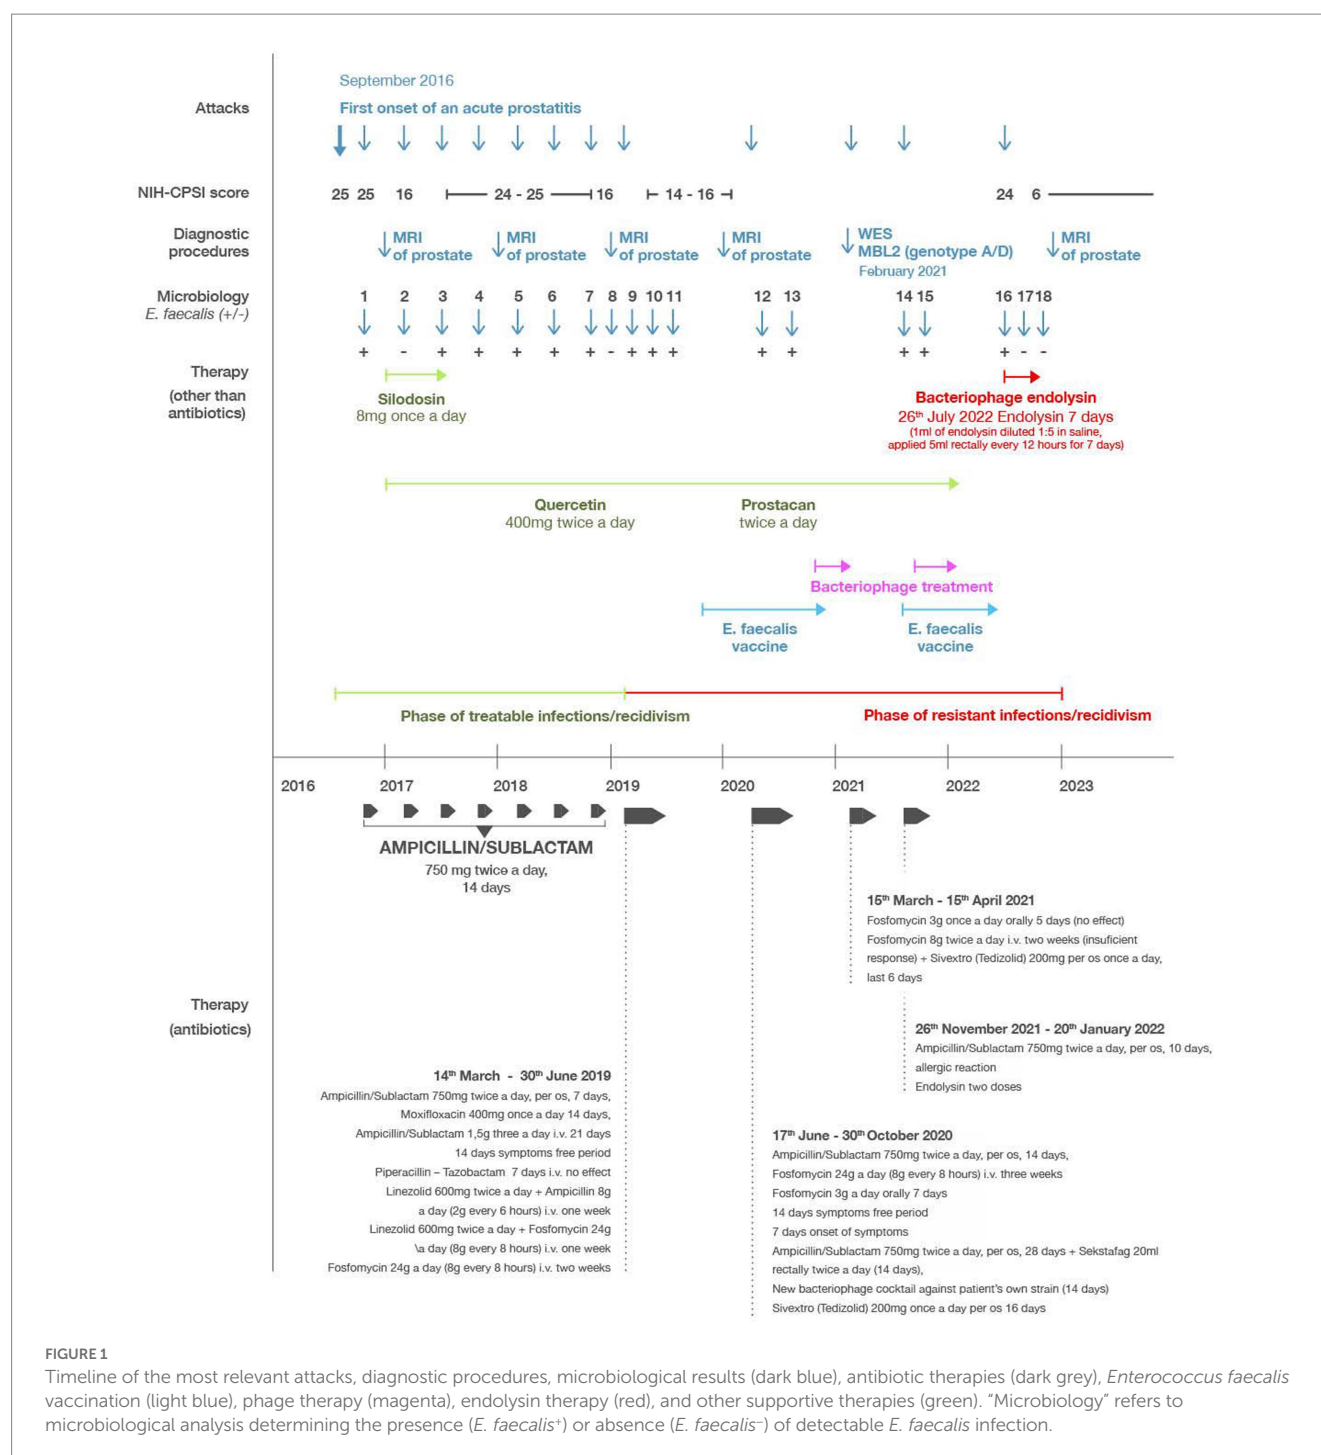 September 2016
Attacks
First onset of an acute prostatitis
NIH-CPSI score
25 25 16 24 - 25 16 14 - 16 24 6
Diagnostic
procedures
MRI
of prostate
MRI
of prostate
MRI
of prostate
MRI
of prostate
WES
MBL2 (genotype A/D)
February 2021
MRI
of prostate
Microbiology
E. faecalis (+/-)
1 2 3 4 5 6 7 8 9 10 11 12 13 14 15 16 17 18
+ - + + + + + - + + + + + + + + - -
Therapy
(other than
antibiotics)
Silodosin
8mg once a day
Bacteriophage endolysin
26th July 2022 Endolysin 7 days
(1ml of endolysin diluted 1:5 in saline,
applied 5ml rectally every 12 hours for 7 days)
Quercetin
400mg twice a day
Prostacan
twice a day
Bacteriophage treatment
E. faecalis
vaccine
E. faecalis
vaccine
Phase of treatable infections/recidivism
Phase of resistant infections/recidivism
2016 2017 2018 2019 2020 2021 2022 2023
AMPICILLIN/SUBLACTAM
750 mg twice a day,
14 days
15th March - 15th April 2021
Fosfomycin 3g once a day orally 5 days (no effect)
Fosfomycin 8g twice a day i.v. two weeks (insuficient
response) + Sivextro (Tedizolid) 200mg per os once a day,
last 6 days
Therapy
(antibiotics)
26th November 2021 - 20th January 2022
Ampicillin/Sublactam 750mg twice a day, per os, 10 days,
allergic reaction
Endolysin two doses
14th March - 30th June 2019
Ampicillin/Sublactam 750mg twice a day, per os, 7 days,
Moxifloxacin 400mg once a day 14 days,
Ampicillin/Sublactam 1,5g three a day i.v. 21 days
14 days symptoms free period
Piperacillin – Tazobactam 7 days i.v. no effect
Linezolid 600mg twice a day + Ampicillin 8g
a day (2g every 6 hours) i.v. one week
Linezolid 600mg twice a day + Fosfomycin 24g
\a day (8g every 8 hours) i.v. one week
Fosfomycin 24g a day (8g every 8 hours) i.v. two weeks
17th June - 30th October 2020
Ampicillin/Sublactam 750mg twice a day, per os, 14 days,
Fosfomycin 24g a day (8g every 8 hours) i.v. three weeks
Fosfomycin 3g a day orally 7 days
14 days symptoms free period
7 days onset of symptoms
Ampicillin/Sublactam 750mg twice a day, per os, 28 days + Sekstafag 20ml
rectally twice a day (14 days),
New bacteriophage cocktail against patient's own strain (14 days)
Sivextro (Tedizolid) 200mg once a day per os 16 days
FIGURE 1
Timeline of the most relevant attacks, diagnostic procedures, microbiological results (dark blue), antibiotic therapies (dark grey), Enterococcus faecalis
vaccination (light blue), phage therapy (magenta), endolysin therapy (red), and other supportive therapies (green). "Microbiology" refers to
microbiological analysis determining the presence (E. faecalis⁺) or absence (E. faecalis⁻) of detectable E. faecalis infection.